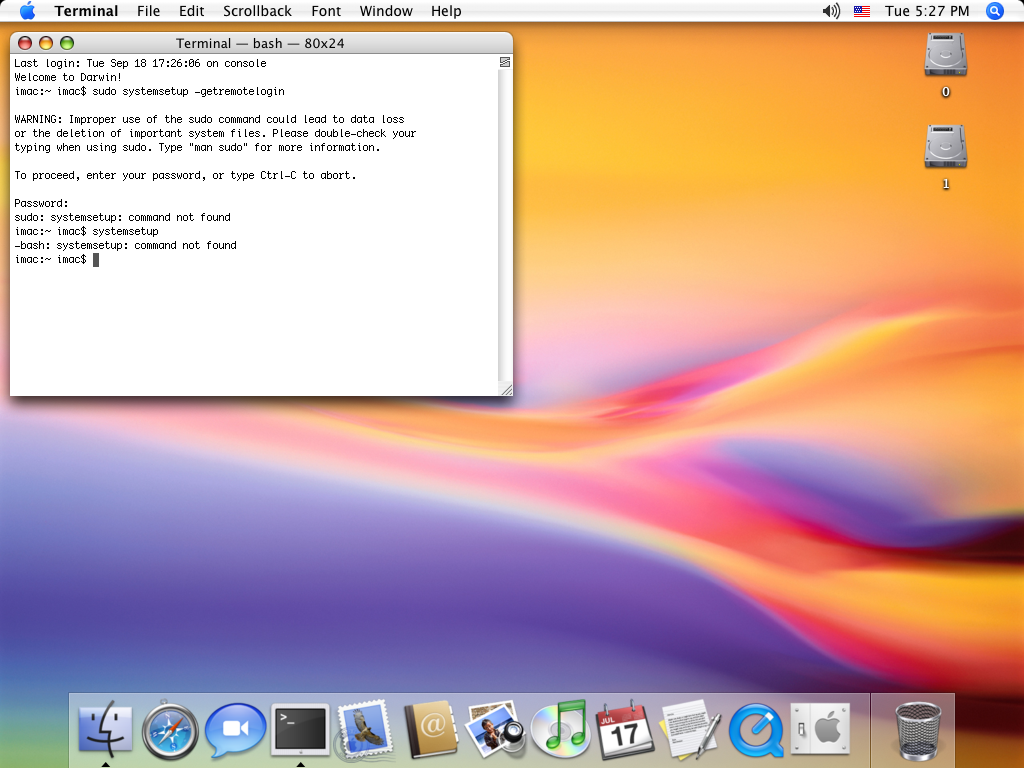 Terminal File Edit Scrollback Font Window Help Tue 5:27 PM
Terminal — bash — 80x24
Last login: Tue Sep 18 17:26:06 on console
Welcome to Darwin!
imac:~ imac$ sudo systemsetup -getremotelogin
WARNING: Improper use of the sudo command could lead to data loss
or the deletion of important system files. Please double-check your
typing when using sudo. Type "man sudo" for more information.
To proceed, enter your password, or type Ctrl-C to abort.
Password:
sudo: systemsetup: command not found
imac:~ imac$ systemsetup
-bash: systemsetup: command not found
imac:~ imac$
0
1
>_
@
JUL
17